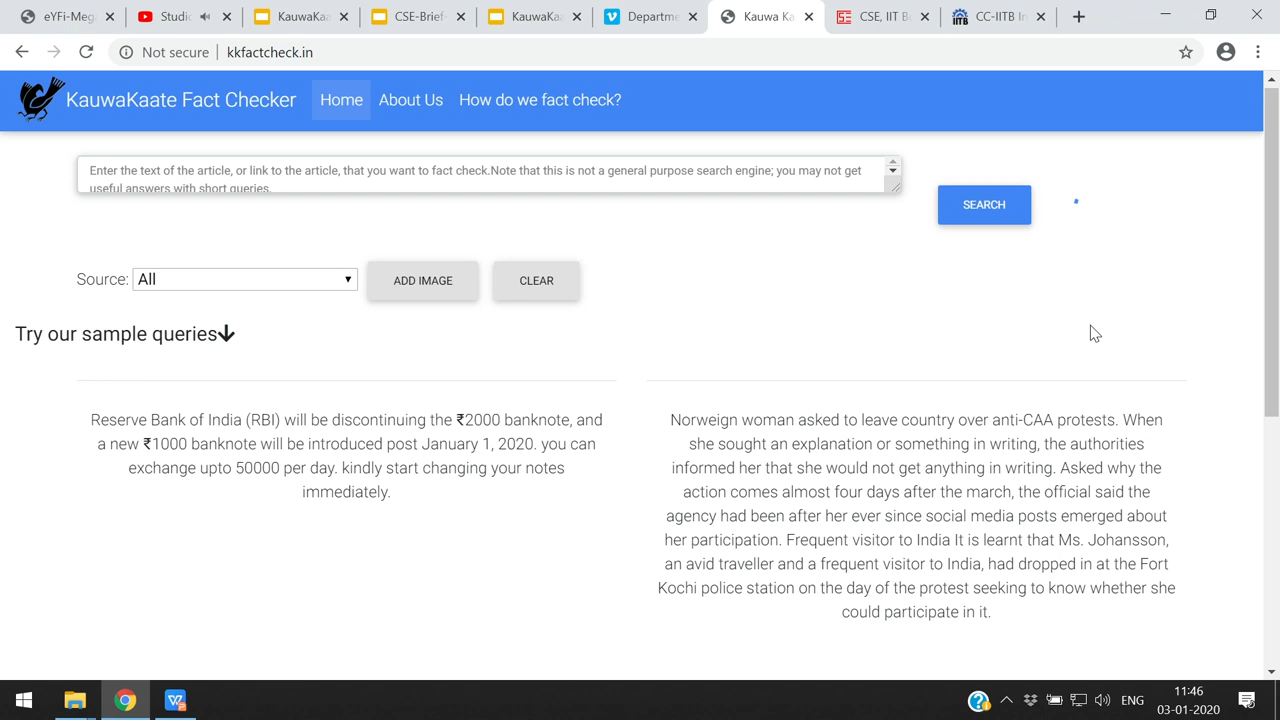 eYFi-Meg
Studio
KauwaKaa
CSE-Brief-
KauwaKaa
Departme
Kauwa Ka
CSE, IIT B
CC-IITB In
Not secure | kkfactcheck.in
KauwaKaate Fact Checker Home About Us How do we fact check?
Enter the text of the article, or link to the article, that you want to fact check.Note that this is not a general purpose search engine; you may not get
useful answers with short queries.
SEARCH
Source: All ADD IMAGE CLEAR
Try our sample queries
Reserve Bank of India (RBI) will be discontinuing the ₹2000 banknote, and
a new ₹1000 banknote will be introduced post January 1, 2020. you can
exchange upto 50000 per day. kindly start changing your notes
immediately.
Norweign woman asked to leave country over anti-CAA protests. When
she sought an explanation or something in writing, the authorities
informed her that she would not get anything in writing. Asked why the
action comes almost four days after the march, the official said the
agency had been after her ever since social media posts emerged about
her participation. Frequent visitor to India It is learnt that Ms. Johansson,
an avid traveller and a frequent visitor to India, had dropped in at the Fort
Kochi police station on the day of the protest seeking to know whether she
could participate in it.
ENG
11:46
03-01-2020